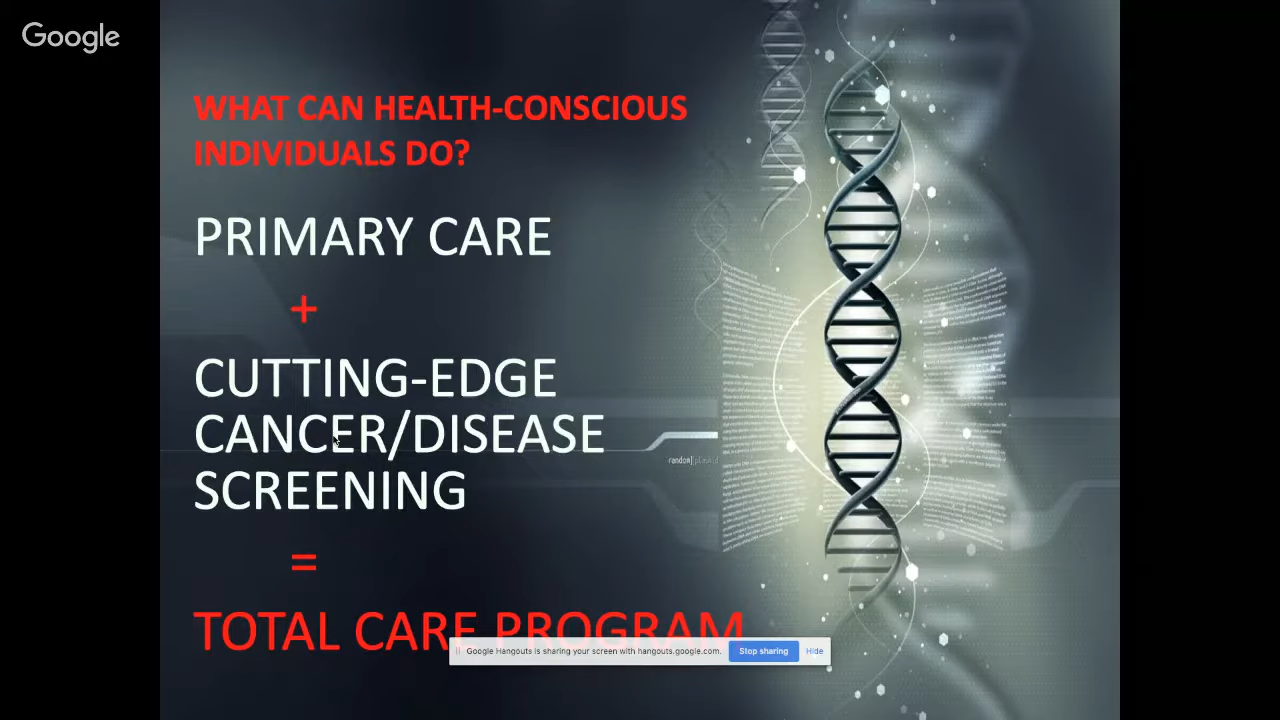 Google
WHAT CAN HEALTH-CONSCIOUS
INDIVIDUALS DO?
PRIMARY CARE
+
CUTTING-EDGE
CANCER/DISEASE
SCREENING
=
TOTAL CARE PROGRAM
Google Hangouts is sharing your screen with hangouts.google.com.
Stop sharing
Hide